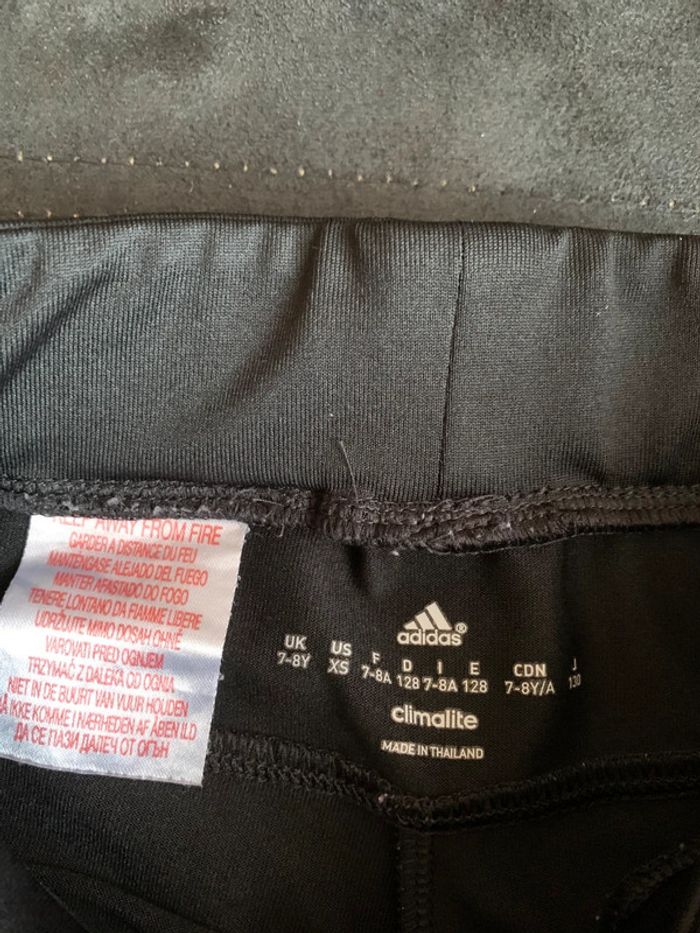 KEEP AWAY FROM FIRE
GARDER A DISTANCE DU FEU
MANTENGASE ALEJADO DEL FUEGO
MANTER AFASTADO DO FOGO
TENERE LONTANO DA FIAMME LIBERE
UDRŽUJTE MIMO DOSAH OHNĚ
VAROVATI PRED OGNJEM
TRZYMAĆ Z DALEKA OD OGNIA
NIET IN DE BUURT VAN VUUR HOUDEN
MÅ IKKE KOMME I NÆRHEDEN AF ÅBEN ILD
ДА СЕ ПАЗИ ДАЛЕЧ ОТ ОГЪН
adidas®
UK US F D I E CDN J
7-8Y XS 7-8A 128 7-8A 128 7-8Y/A 130
climalite
MADE IN THAILAND